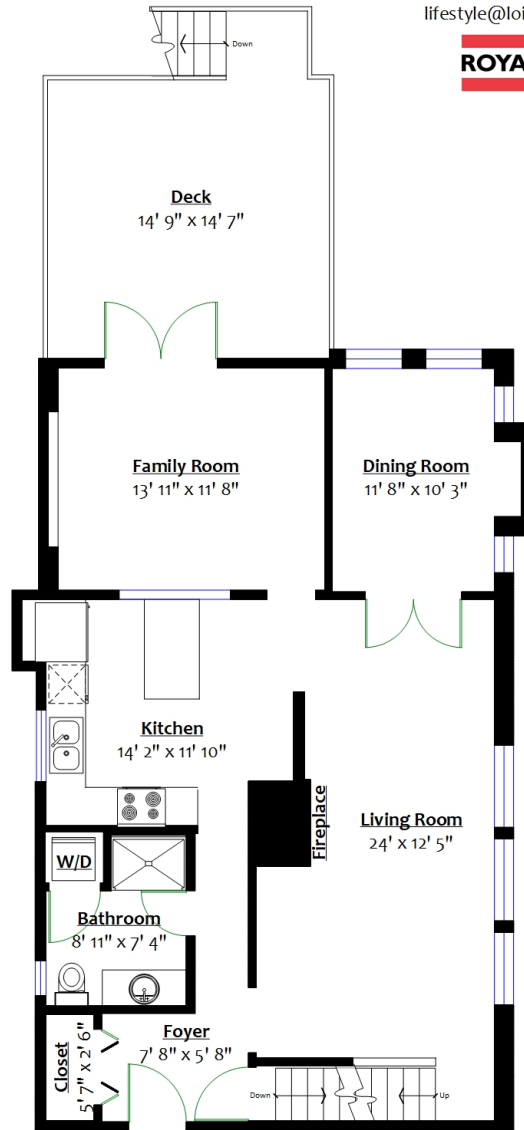 lifestyle@loi
ROYA
Down
Deck
14' 9" x 14' 7"
Family Room
13' 11" x 11' 8"
Dining Room
11' 8" x 10' 3"
Kitchen
14' 2" x 11' 10"
Fireplace
Living Room
24' x 12' 5"
W/D
Bathroom
8' 11" x 7' 4"
Foyer
7' 8" x 5' 8"
Closet
5' 7" x 2' 6"
Down
Up